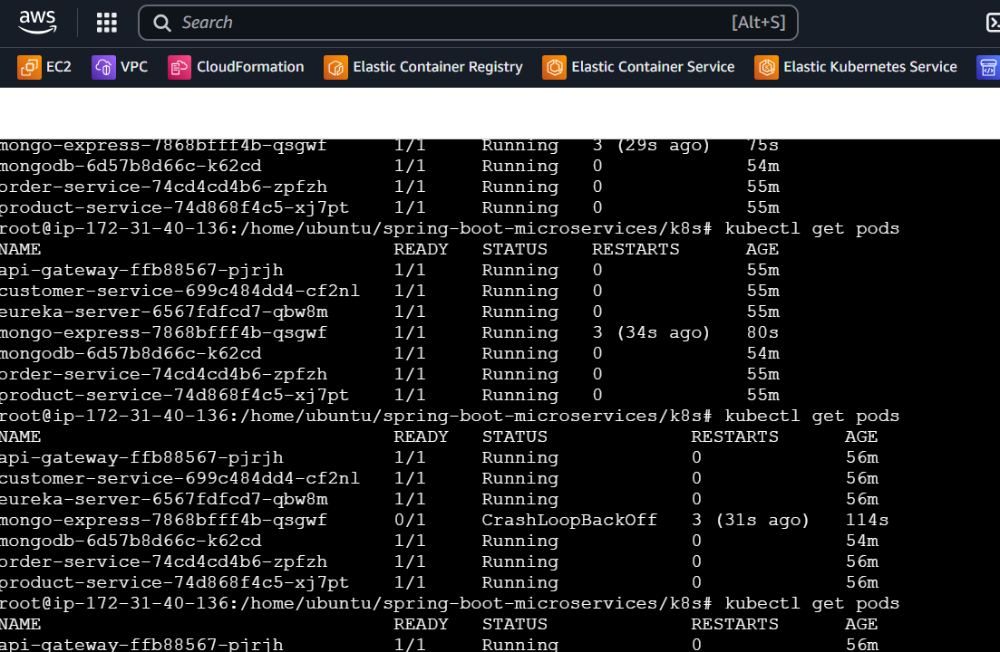 aws
Search [Alt+S]
EC2 VPC CloudFormation Elastic Container Registry Elastic Container Service Elastic Kubernetes Service
mongo-express-7868bfff4b-qsgwf 1/1 Running 3 (29s ago) 75s
mongodb-6d57b8d66c-k62cd 1/1 Running 0 54m
order-service-74cd4cd4b6-zpfzh 1/1 Running 0 55m
product-service-74d868f4c5-xj7pt 1/1 Running 0 55m
root@ip-172-31-40-136:/home/ubuntu/spring-boot-microservices/k8s# kubectl get pods
NAME READY STATUS RESTARTS AGE
api-gateway-ffb88567-pjrjh 1/1 Running 0 55m
customer-service-699c484dd4-cf2nl 1/1 Running 0 55m
eureka-server-6567fdfcd7-qbw8m 1/1 Running 0 55m
mongo-express-7868bfff4b-qsgwf 1/1 Running 3 (34s ago) 80s
mongodb-6d57b8d66c-k62cd 1/1 Running 0 54m
order-service-74cd4cd4b6-zpfzh 1/1 Running 0 55m
product-service-74d868f4c5-xj7pt 1/1 Running 0 55m
root@ip-172-31-40-136:/home/ubuntu/spring-boot-microservices/k8s# kubectl get pods
NAME READY STATUS RESTARTS AGE
api-gateway-ffb88567-pjrjh 1/1 Running 0 56m
customer-service-699c484dd4-cf2nl 1/1 Running 0 56m
eureka-server-6567fdfcd7-qbw8m 1/1 Running 0 56m
mongo-express-7868bfff4b-qsgwf 0/1 CrashLoopBackOff 3 (31s ago) 114s
mongodb-6d57b8d66c-k62cd 1/1 Running 0 54m
order-service-74cd4cd4b6-zpfzh 1/1 Running 0 56m
product-service-74d868f4c5-xj7pt 1/1 Running 0 56m
root@ip-172-31-40-136:/home/ubuntu/spring-boot-microservices/k8s# kubectl get pods
NAME READY STATUS RESTARTS AGE
api-gateway-ffb88567-pjrjh 1/1 Running 0 56m